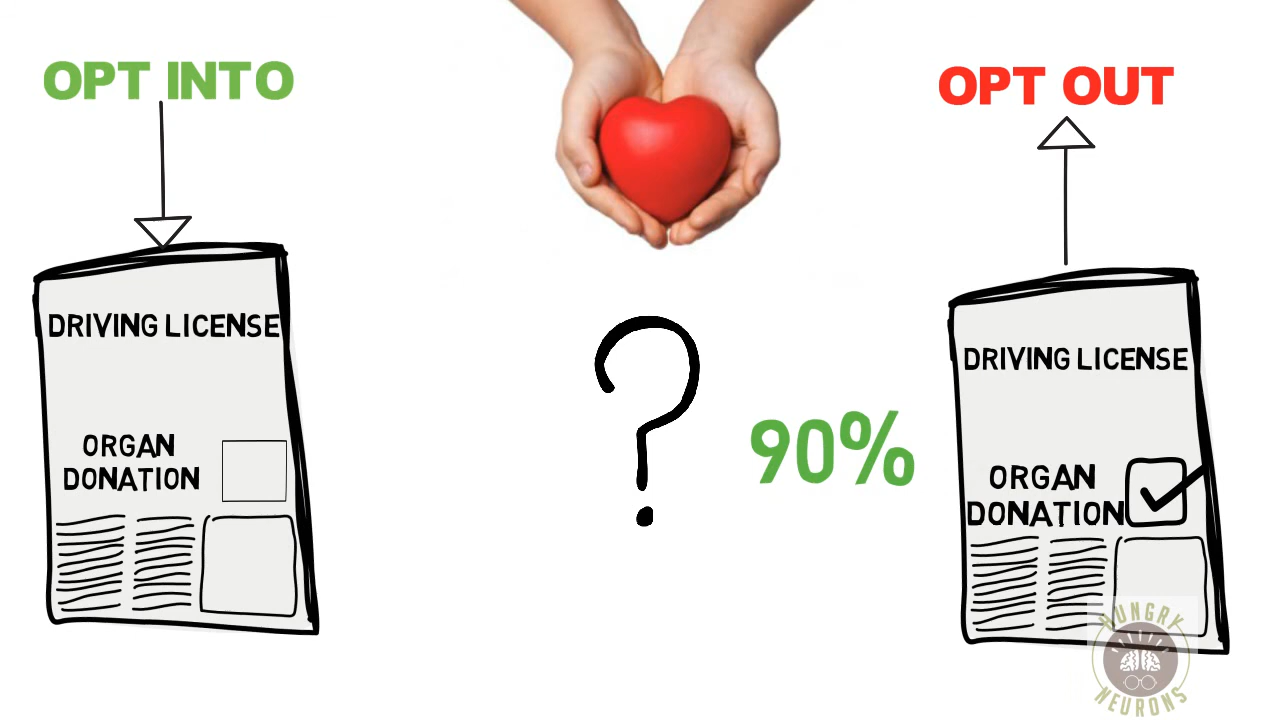 OPT INTO
DRIVING LICENSE
ORGAN
DONATION
90%
OPT OUT
DRIVING LICENSE
ORGAN
DONATION
HUNGRY
NEURONS